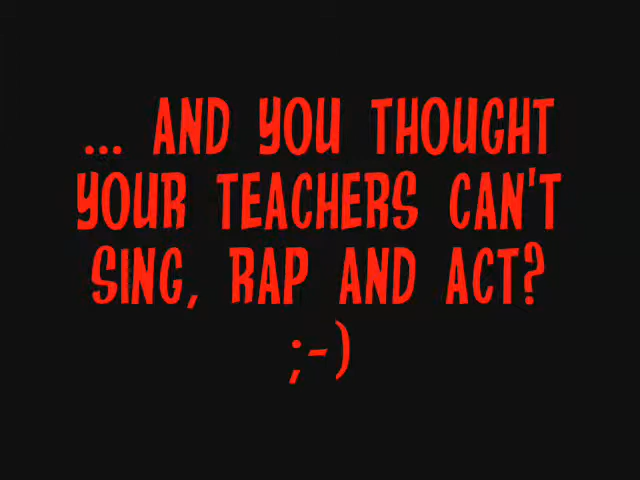 ... AND YOU THOUGHT
YOUR TEACHERS CAN'T
SING, RAP AND ACT?
;-)